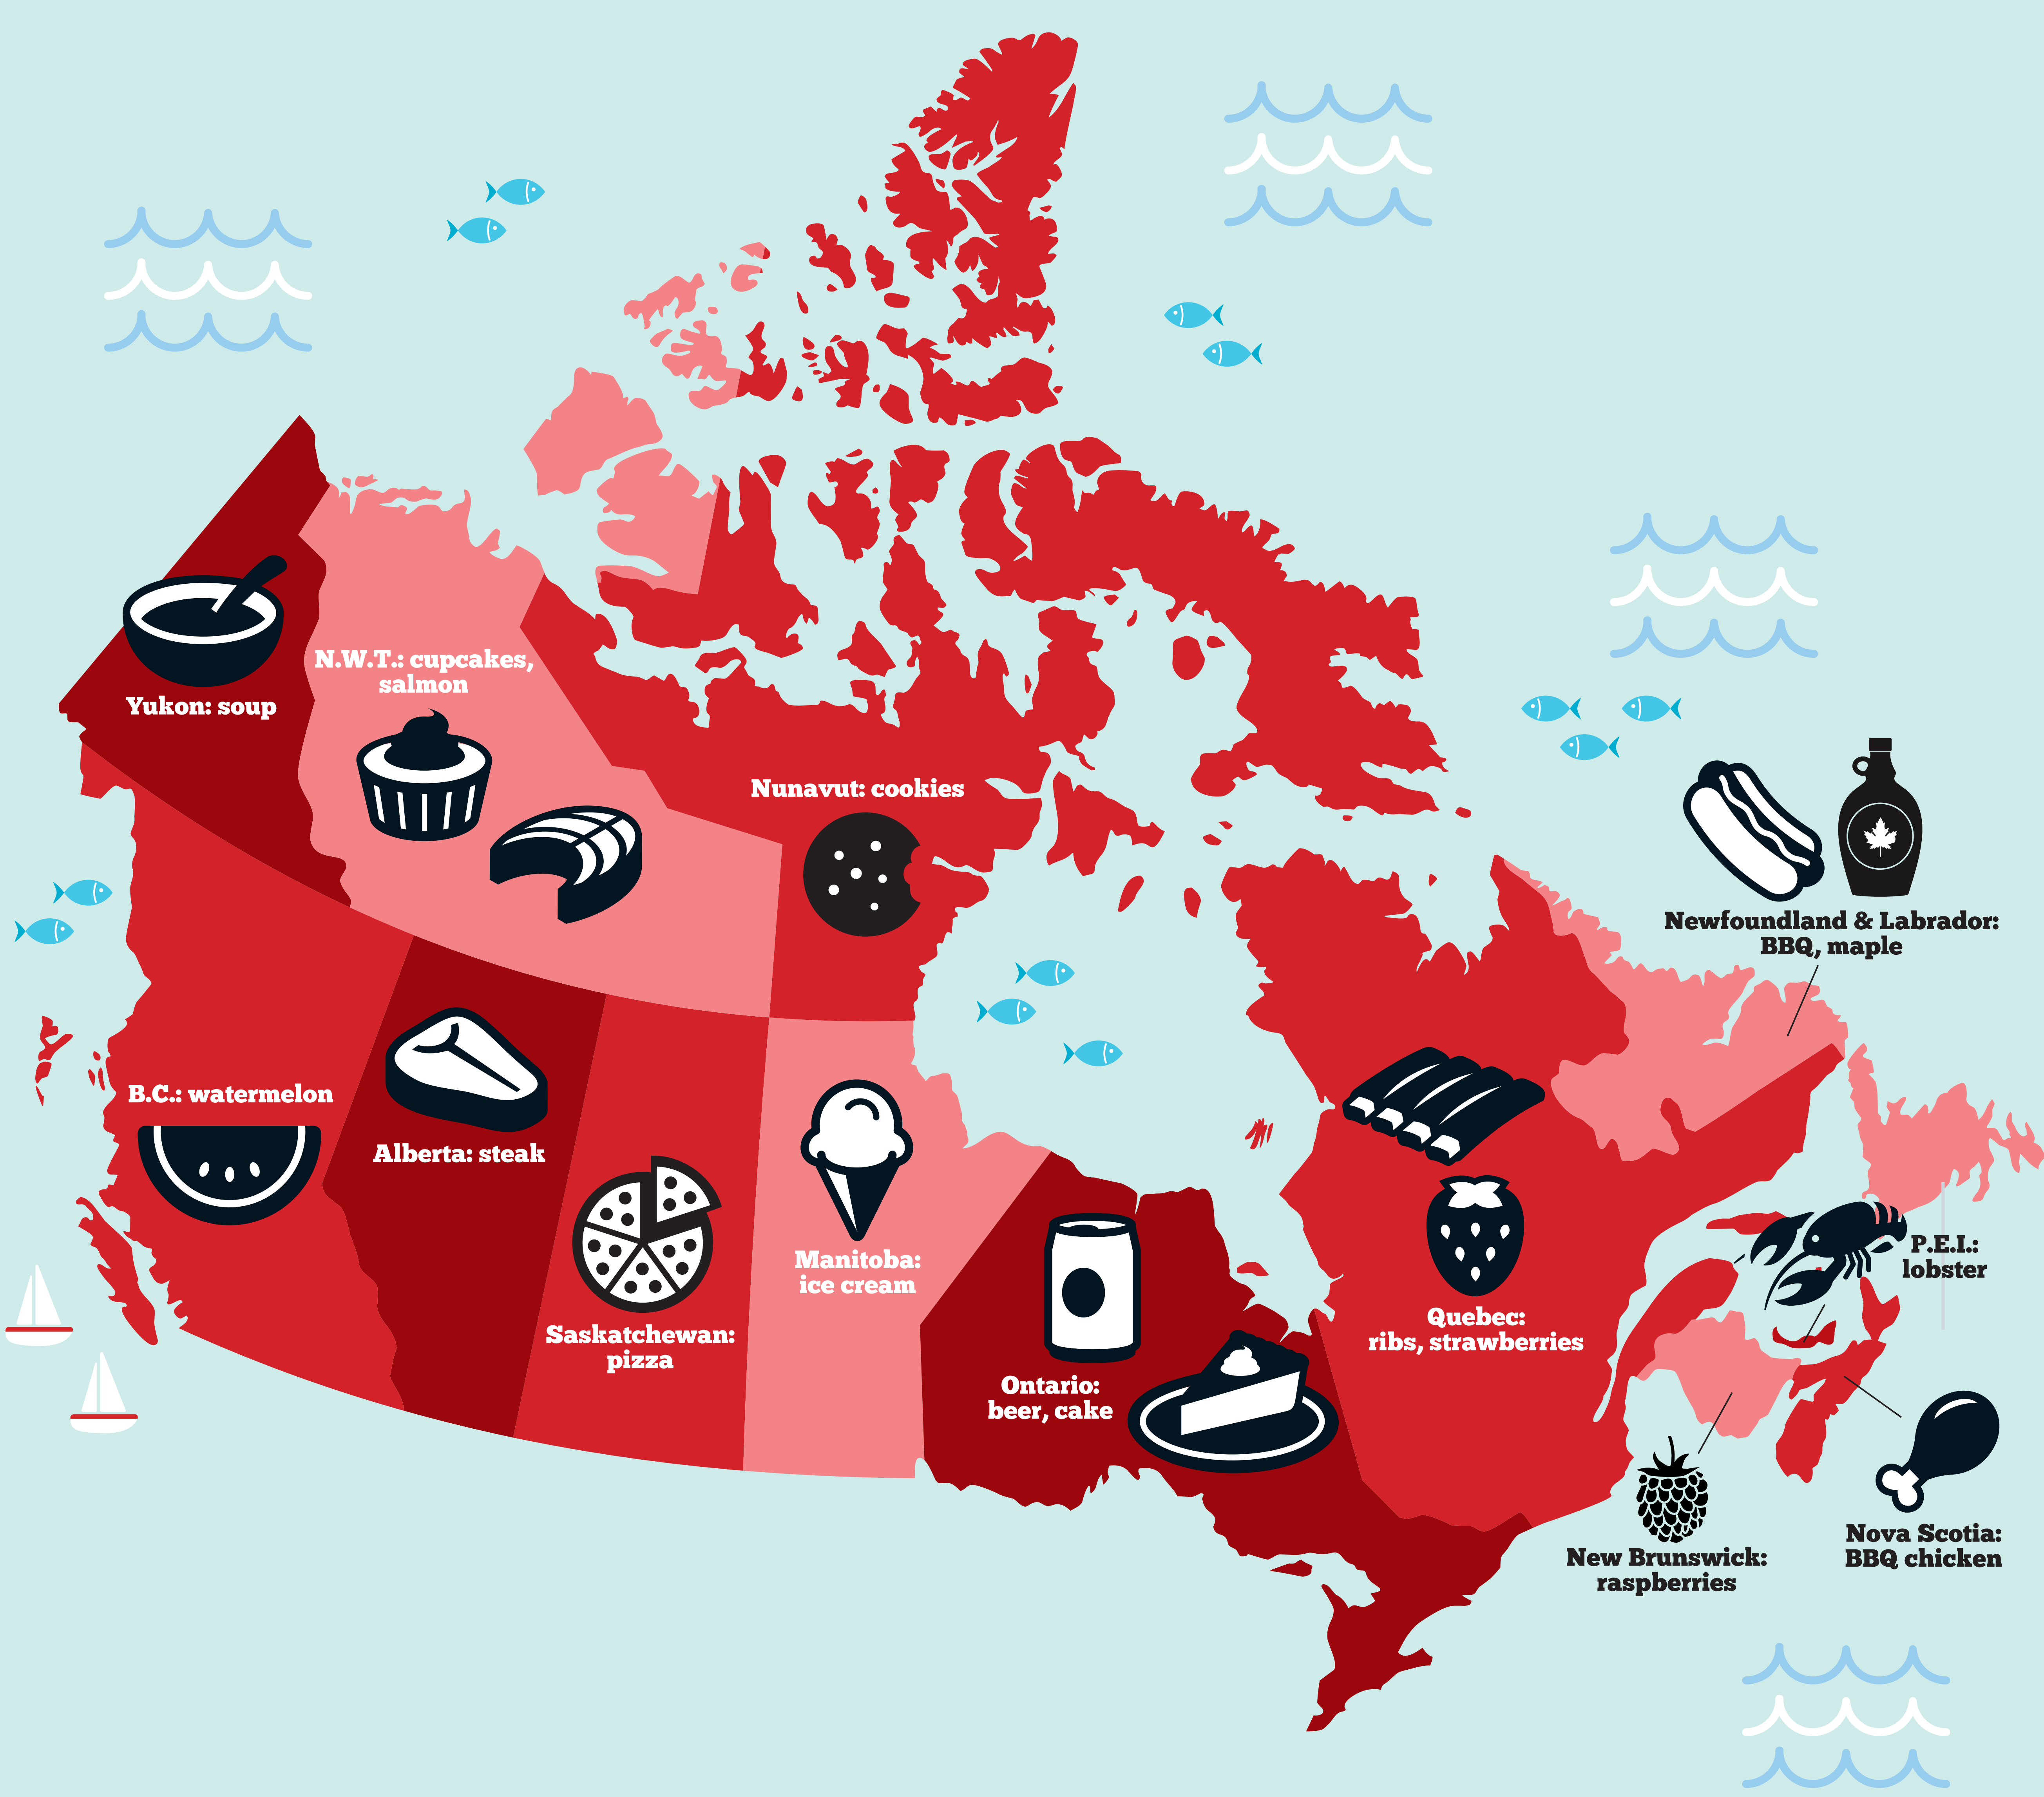 Yukon: soup
N.W.T.: cupcakes,
salmon
Nunavut: cookies
Newfoundland & Labrador:
BBQ, maple
B.C.: watermelon
Alberta: steak
Saskatchewan:
pizza
Manitoba:
ice cream
Ontario:
beer, cake
Quebec:
ribs, strawberries
P.E.I.:
lobster
New Brunswick:
raspberries
Nova Scotia:
BBQ chicken